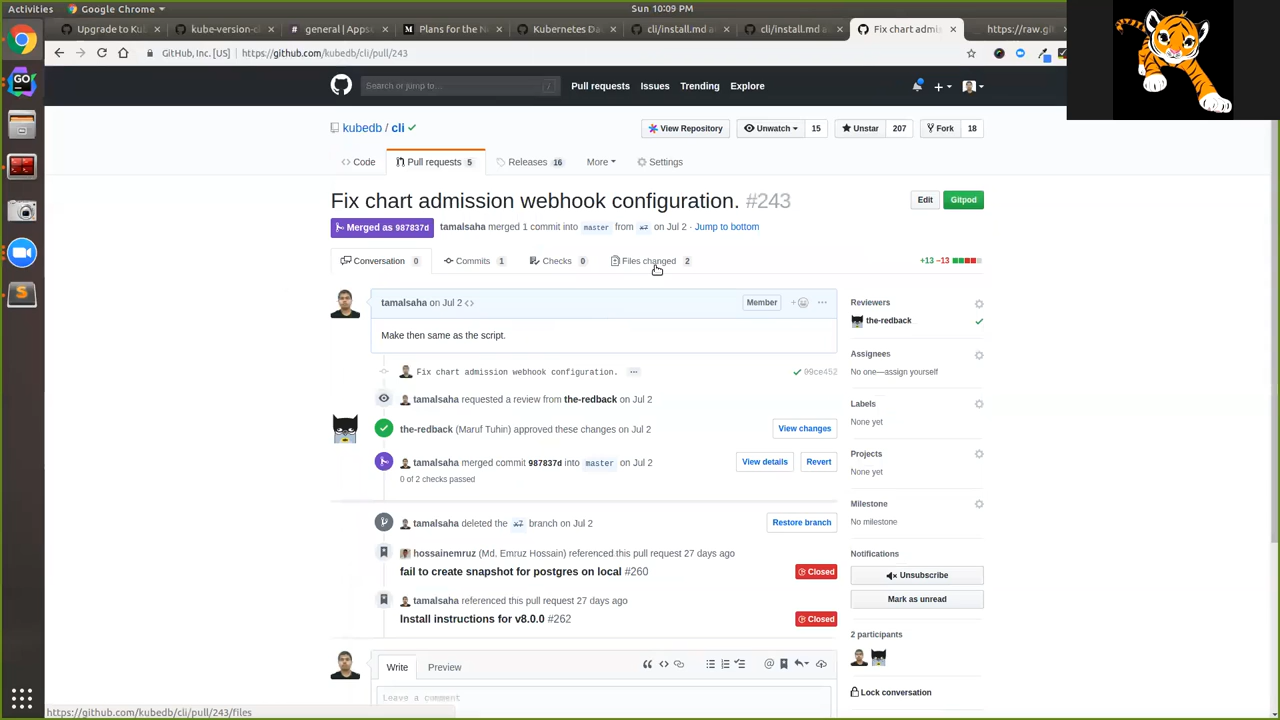 Activities
Google Chrome
Sun 10:09 PM
Upgrade to Kub
kube-version-c
general | Appsc
Plans for the Ne
Kubernetes Das
cli/install.md at
cli/install.md at
Fix chart admis
https://raw.git
GitHub, Inc. [US]
https://github.com/kubedb/cli/pull/243
Search or jump to...
/
Pull requests
Issues
Trending
Explore
kubedb / cli
View Repository
Unwatch
15
Unstar
207
Fork
18
Code
Pull requests 5
Releases 16
More
Settings
Fix chart admission webhook configuration. #243
Edit
Gitpod
Merged as 987837d
tamalsaha merged 1 commit into master from x7 on Jul 2 · Jump to bottom
Conversation 0
Commits 1
Checks 0
Files changed 2
+13 −13
tamalsaha on Jul 2
Member
Make then same as the script.
Fix chart admission webhook configuration.
09ce452
tamalsaha requested a review from the-redback on Jul 2
the-redback (Maruf Tuhin) approved these changes on Jul 2
View changes
tamalsaha merged commit 987837d into master on Jul 2
View details
Revert
0 of 2 checks passed
tamalsaha deleted the x7 branch on Jul 2
Restore branch
hossainemruz (Md. Emruz Hossain) referenced this pull request 27 days ago
fail to create snapshot for postgres on local #260
Closed
tamalsaha referenced this pull request 27 days ago
Install instructions for v8.0.0 #262
Closed
Write
Preview
Leave a comment
Reviewers
the-redback
Assignees
No one—assign yourself
Labels
None yet
Projects
None yet
Milestone
No milestone
Notifications
Unsubscribe
Mark as unread
2 participants
Lock conversation
https://github.com/kubedb/cli/pull/243/files